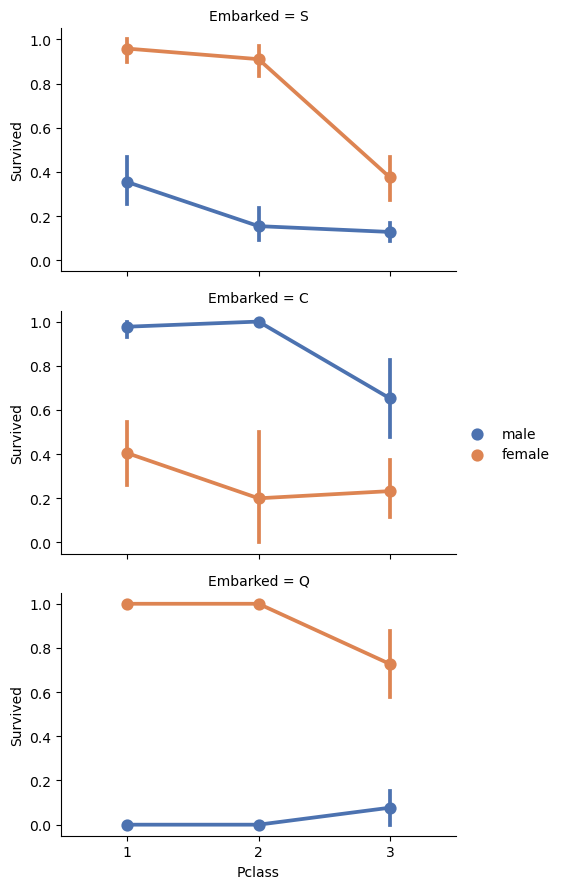 Embarked = S
1.0
0.8
0.6
0.4
0.2
0.0
Survived
Embarked = C
1.0
0.8
0.6
0.4
0.2
0.0
Survived
male
female
Embarked = Q
1.0
0.8
0.6
0.4
0.2
0.0
Survived
1 2 3
Pclass